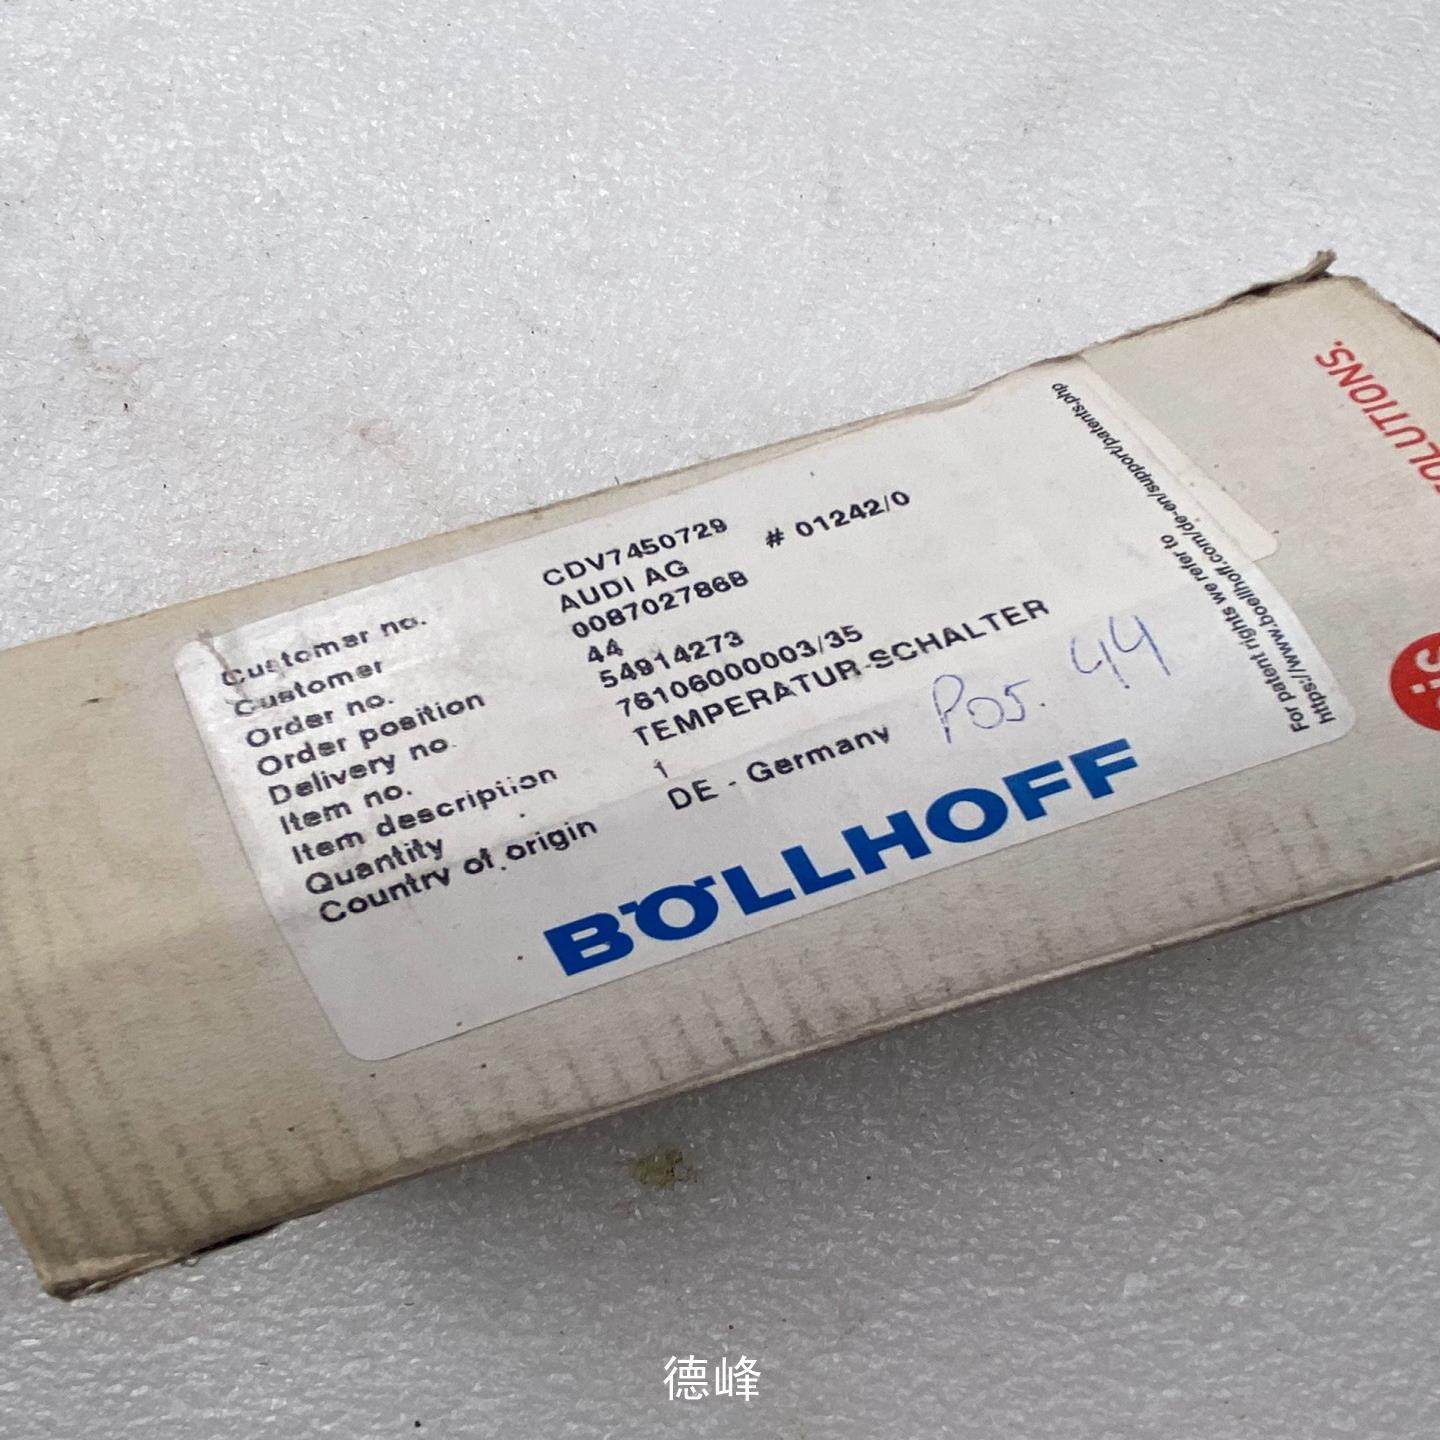 Customer no. CDV7450729
Customer AUDI AG # 01242/0
Order no. 008702786B
Order position 44
Delivery no. 54914273
Item no. 76106000003/35
Item description TEMPERATUR-SCHALTER
Quantity 1
Country of origin DE - Germany
Pos. 44
BÖLLHOFF
For patent rights we refer to
https://www.boellhoff.com/de-en/support/patents.php
SOLUTIONS.
德峰